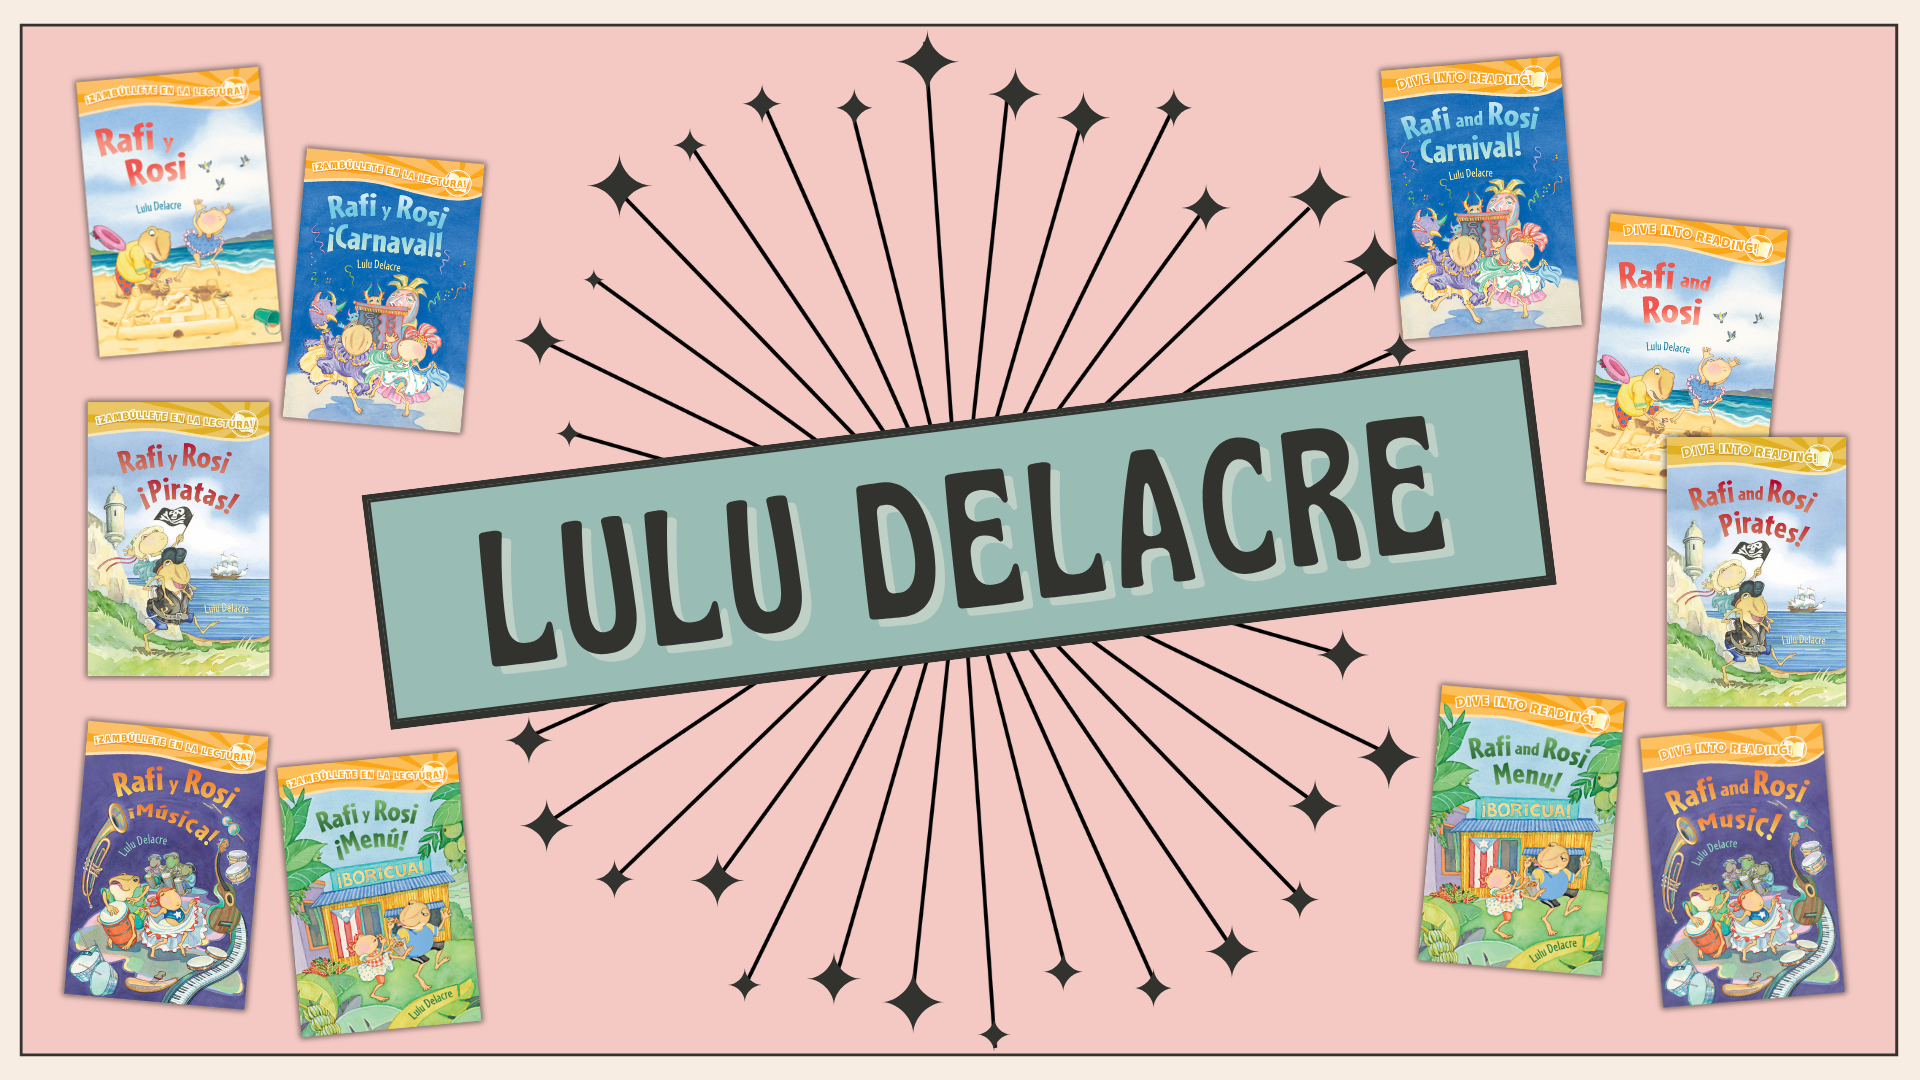 ¡ZAMBÚLLETE EN LA LECTURA!
Rafi y
Rosi
Lulu Delacre
¡ZAMBÚLLETE EN LA LECTURA!
Rafi y Rosi
¡Carnaval!
Lulu Delacre
¡ZAMBÚLLETE EN LA LECTURA!
Rafi y Rosi
¡Piratas!
Lulu Delacre
¡ZAMBÚLLETE EN LA LECTURA!
Rafi y Rosi
¡Música!
Lulu Delacre
¡ZAMBÚLLETE EN LA LECTURA!
Rafi y Rosi
¡Menú!
¡BORICUA!
Lulu Delacre
LULU DELACRE
DIVE INTO READING!
Rafi and Rosi
Carnival!
Lulu Delacre
DIVE INTO READING!
Rafi and
Rosi
Lulu Delacre
DIVE INTO READING!
Rafi and Rosi
Pirates!
Lulu Delacre
DIVE INTO READING!
Rafi and Rosi
Menu!
¡BORICUA!
Lulu Delacre
DIVE INTO READING!
Rafi and Rosi
Music!
Lulu Delacre